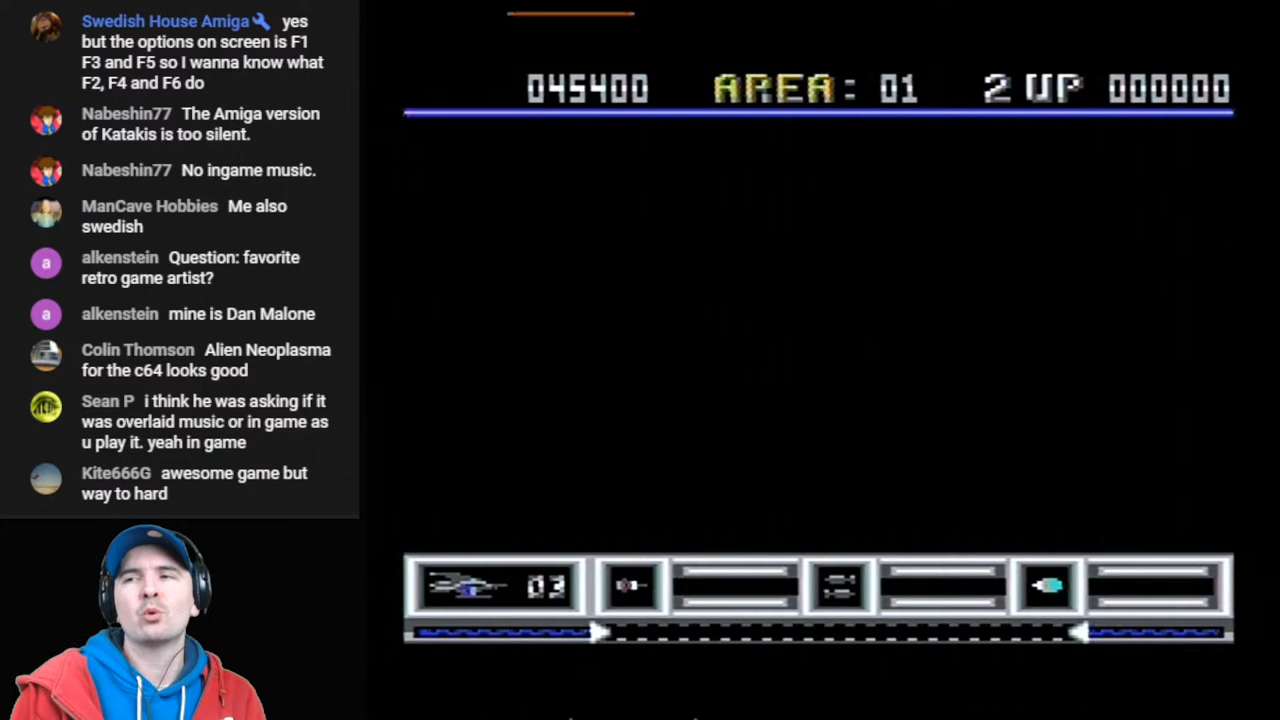 Swedish House Amiga yes
but the options on screen is F1
F3 and F5 so I wanna know what
F2, F4 and F6 do
Nabeshin77 The Amiga version
of Katakis is too silent.
Nabeshin77 No ingame music.
ManCave Hobbies Me also
swedish
a alkenstein Question: favorite
retro game artist?
a alkenstein mine is Dan Malone
Colin Thomson Alien Neoplasma
for the c64 looks good
Sean P i think he was asking if it
was overlaid music or in game as
u play it. yeah in game
Kite666G awesome game but
way to hard
045400 AREA: 01 2 UP 000000
03